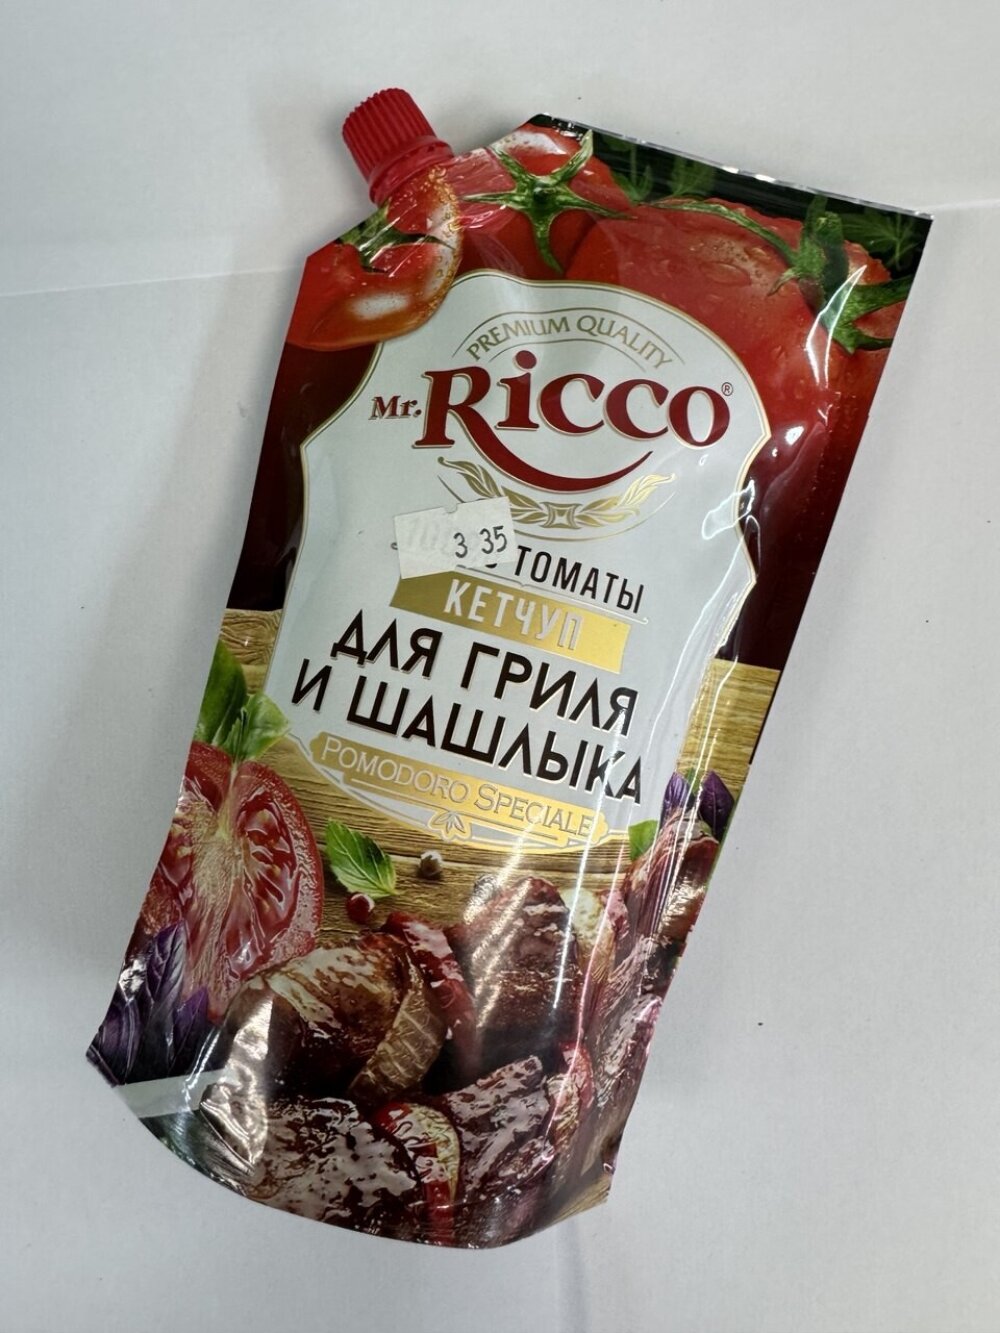 PREMIUM QUALITY
Mr. Ricco®
3 35
ТОМАТЫ
КЕТЧУП
ДЛЯ ГРИЛЯ
И ШАШЛЫКА
POMODORO SPECIALE